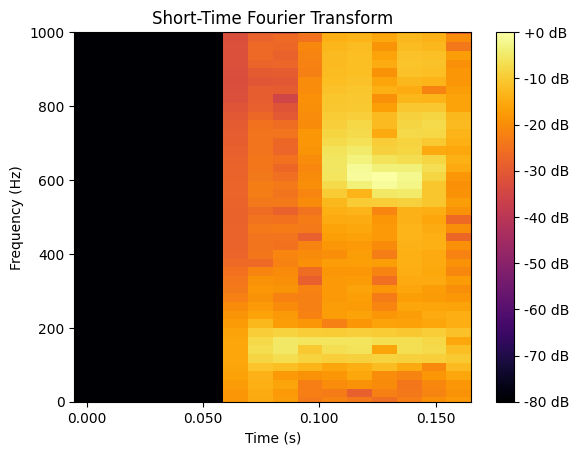 Short-Time Fourier Transform
1000
800
600
400
200
0
Frequency (Hz)
0.000
0.050
0.100
0.150
Time (s)
+0 dB
-10 dB
-20 dB
-30 dB
-40 dB
-50 dB
-60 dB
-70 dB
-80 dB